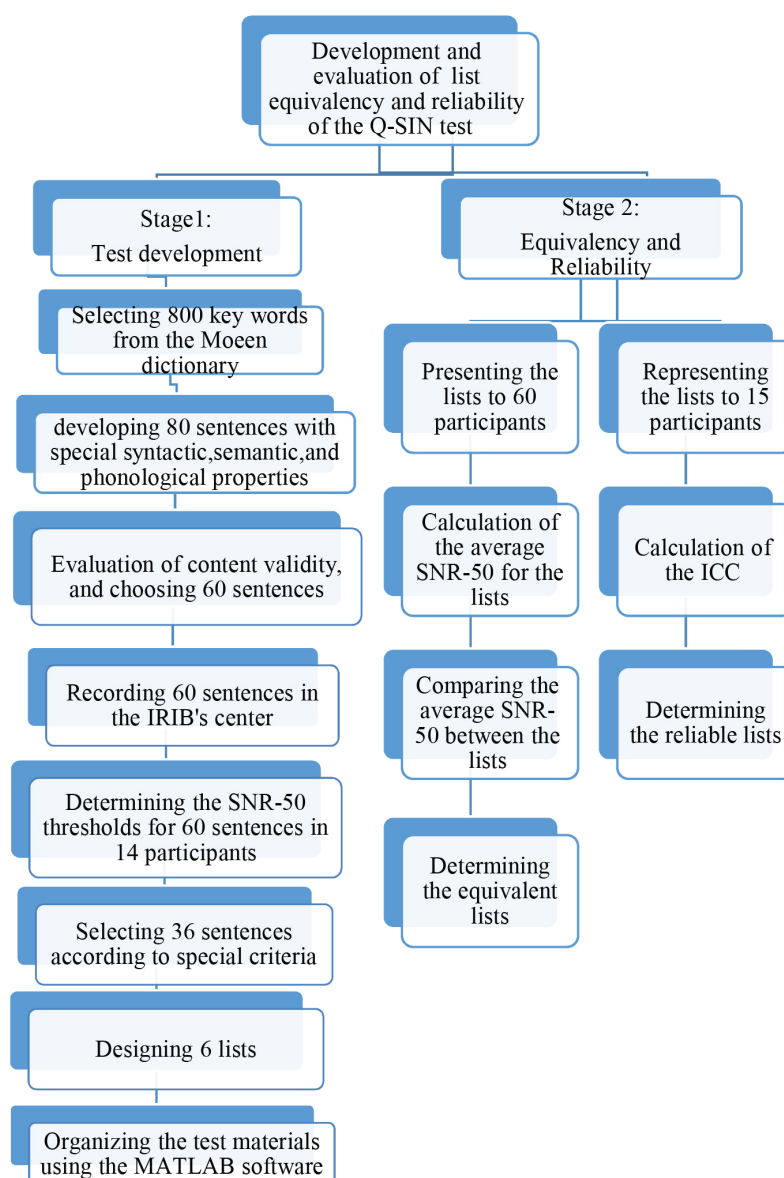 Development and
evaluation of list
equivalency and reliability
of the Q-SIN test
Stage1:
Test development
Selecting 800 key words
from the Moeen
dictionary
developing 80 sentences with
special syntactic,semantic,and
phonological properties
Evaluation of content validity,
and choosing 60 sentences
Recording 60 sentences in
the IRIB's center
Determining the SNR-50
thresholds for 60 sentences in
14 participants
Selecting 36 sentences
according to special criteria
Designing 6 lists
Organizing the test materials
using the MATLAB software
Stage 2:
Equivalency and
Reliability
Presenting the
lists to 60
participants
Calculation of
the average
SNR-50 for the
lists
Comparing the
average SNR-
50 between the
lists
Determining
the equivalent
lists
Representing
the lists to 15
participants
Calculation of
the ICC
Determining
the reliable lists